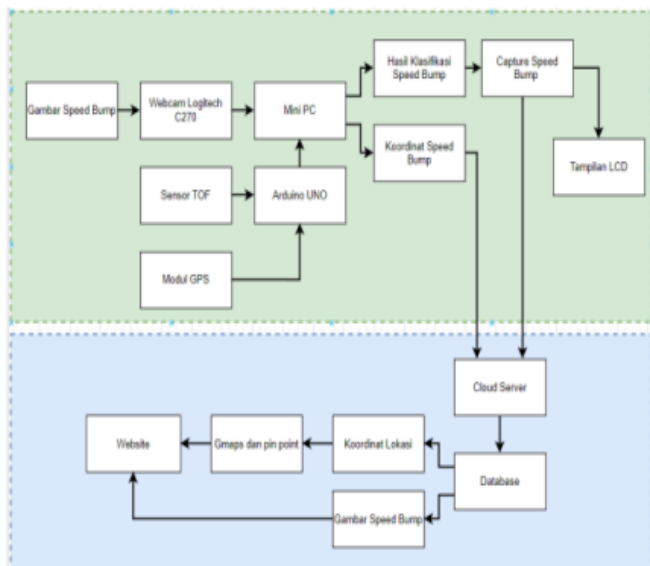 Gambar Speed Bump
Webcam Logitech
C270
Mini PC
Hasil Klasifikasi
Speed Bump
Capture Speed
Bump
Koordinat Speed
Bump
Tampilan LCD
Sensor TOF
Arduino UNO
Modul GPS
Cloud Server
Website
Gmaps dan pin point
Koordinat Lokasi
Database
Gambar Speed Bump